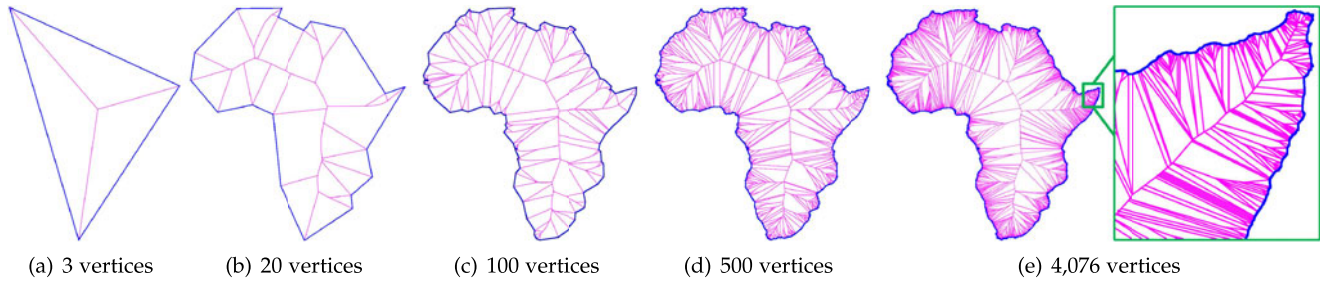 (a) 3 vertices
(b) 20 vertices
(c) 100 vertices
(d) 500 vertices
(e) 4,076 vertices